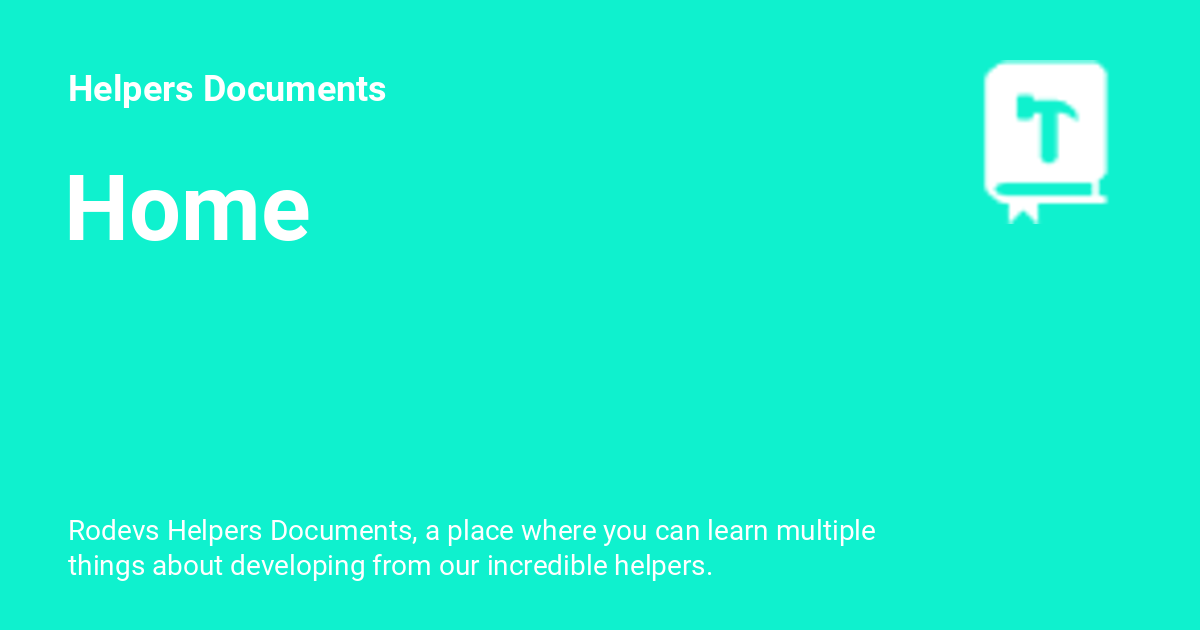 Helpers Documents
Home
Rodevs Helpers Documents, a place where you can learn multiple
things about developing from our incredible helpers.